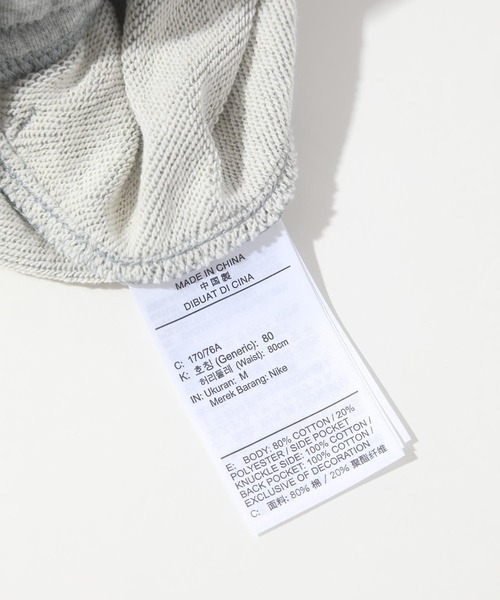 MADE IN CHINA
中国製
DIBUAT DI CINA
C: 170/76A
K: 호칭 (Generic): 80
허리둘레 (Waist): 80cm
IN: Ukuran: M
Merek Barang: Nike
E: BODY: 80% COTTON / 20%
POLYESTER / SIDE POCKET
KNUCKLE SIDE: 100% COTTON /
BACK POCKET: 100% COTTON /
EXCLUSIVE OF DECORATION
C: 面料: 80% 棉 / 20% 聚酯纤维